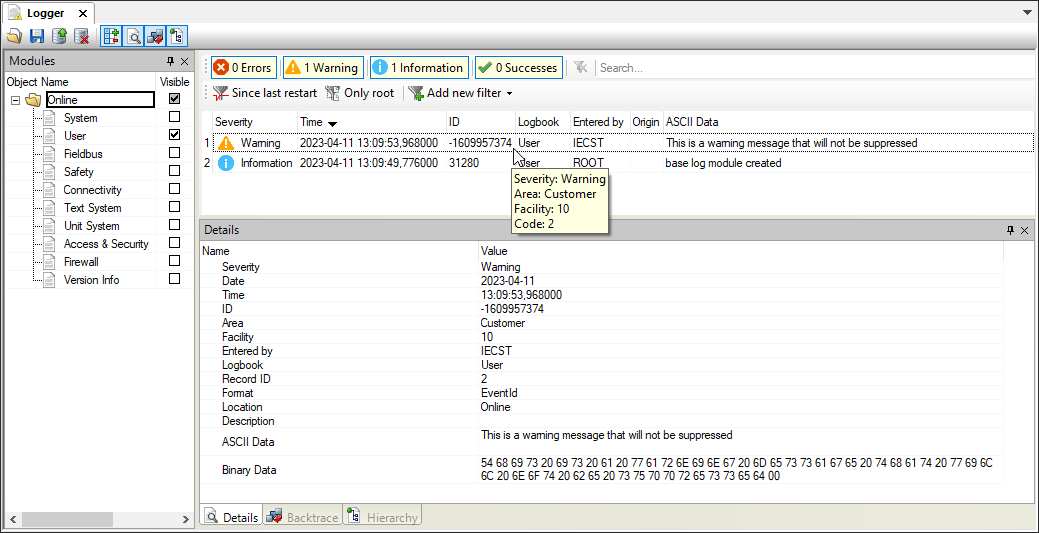 Logger
Modules
Object Name Visible
Online
System
User
Fieldbus
Safety
Connectivity
Text System
Unit System
Access & Security
Firewall
Version Info
0 Errors 1 Warning 1 Information 0 Successes Search...
Since last restart Only root Add new filter
Severity Time ID Logbook Entered by Origin ASCII Data
1 Warning 2023-04-11 13:09:53,968000 -1609957374 User IECST This is a warning message that will not be suppressed
2 Information 2023-04-11 13:09:49,776000 31280 User ROOT base log module created
Severity: Warning
Area: Customer
Facility: 10
Code: 2
Details
Name Value
Severity Warning
Date 2023-04-11
Time 13:09:53,968000
ID -1609957374
Area Customer
Facility 10
Entered by IECST
Logbook User
Record ID 2
Format EventId
Location Online
Description
ASCII Data This is a warning message that will not be suppressed
Binary Data 54 68 69 73 20 69 73 20 61 20 77 61 72 6E 69 6E 67 20 6D 65 73 73 61 67 65 20 74 68 61 74 20 77 69 6C
6C 20 6E 6F 74 20 62 65 20 73 75 70 70 72 65 73 73 65 64 00
Details Backtrace Hierarchy